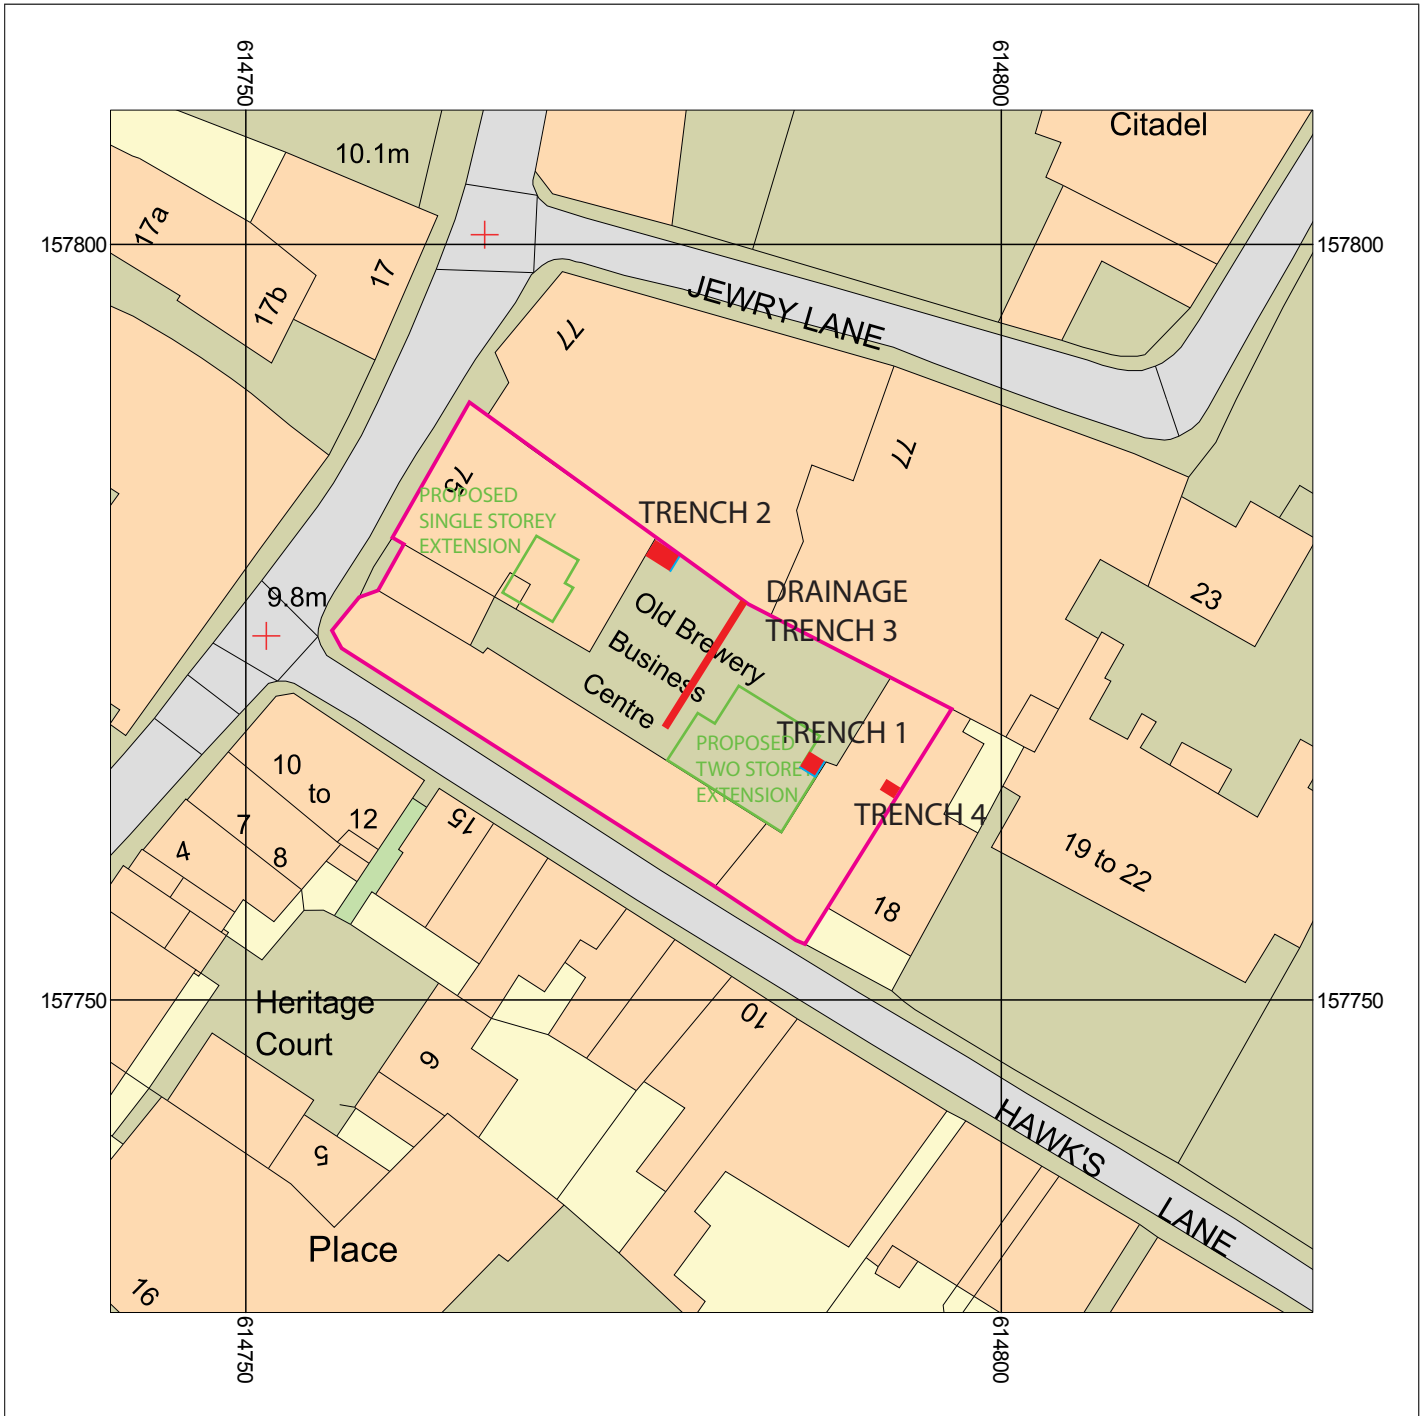 614750
614800
Citadel
10.1m
17a
157800
157800
17
17b
JEWRY LANE
77
77
75
PROPOSED
SINGLE STOREY
EXTENSION
TRENCH 2
9.8m
DRAINAGE
TRENCH 3
23
Old Brewery
Business
Centre
TRENCH 1
PROPOSED
TWO STOREY
EXTENSION
TRENCH 4
10
to
12
7
8
4
15
19 to 22
18
157750
157750
Heritage
Court
10
6
5
HAWK'S
LANE
Place
16
614750
614800